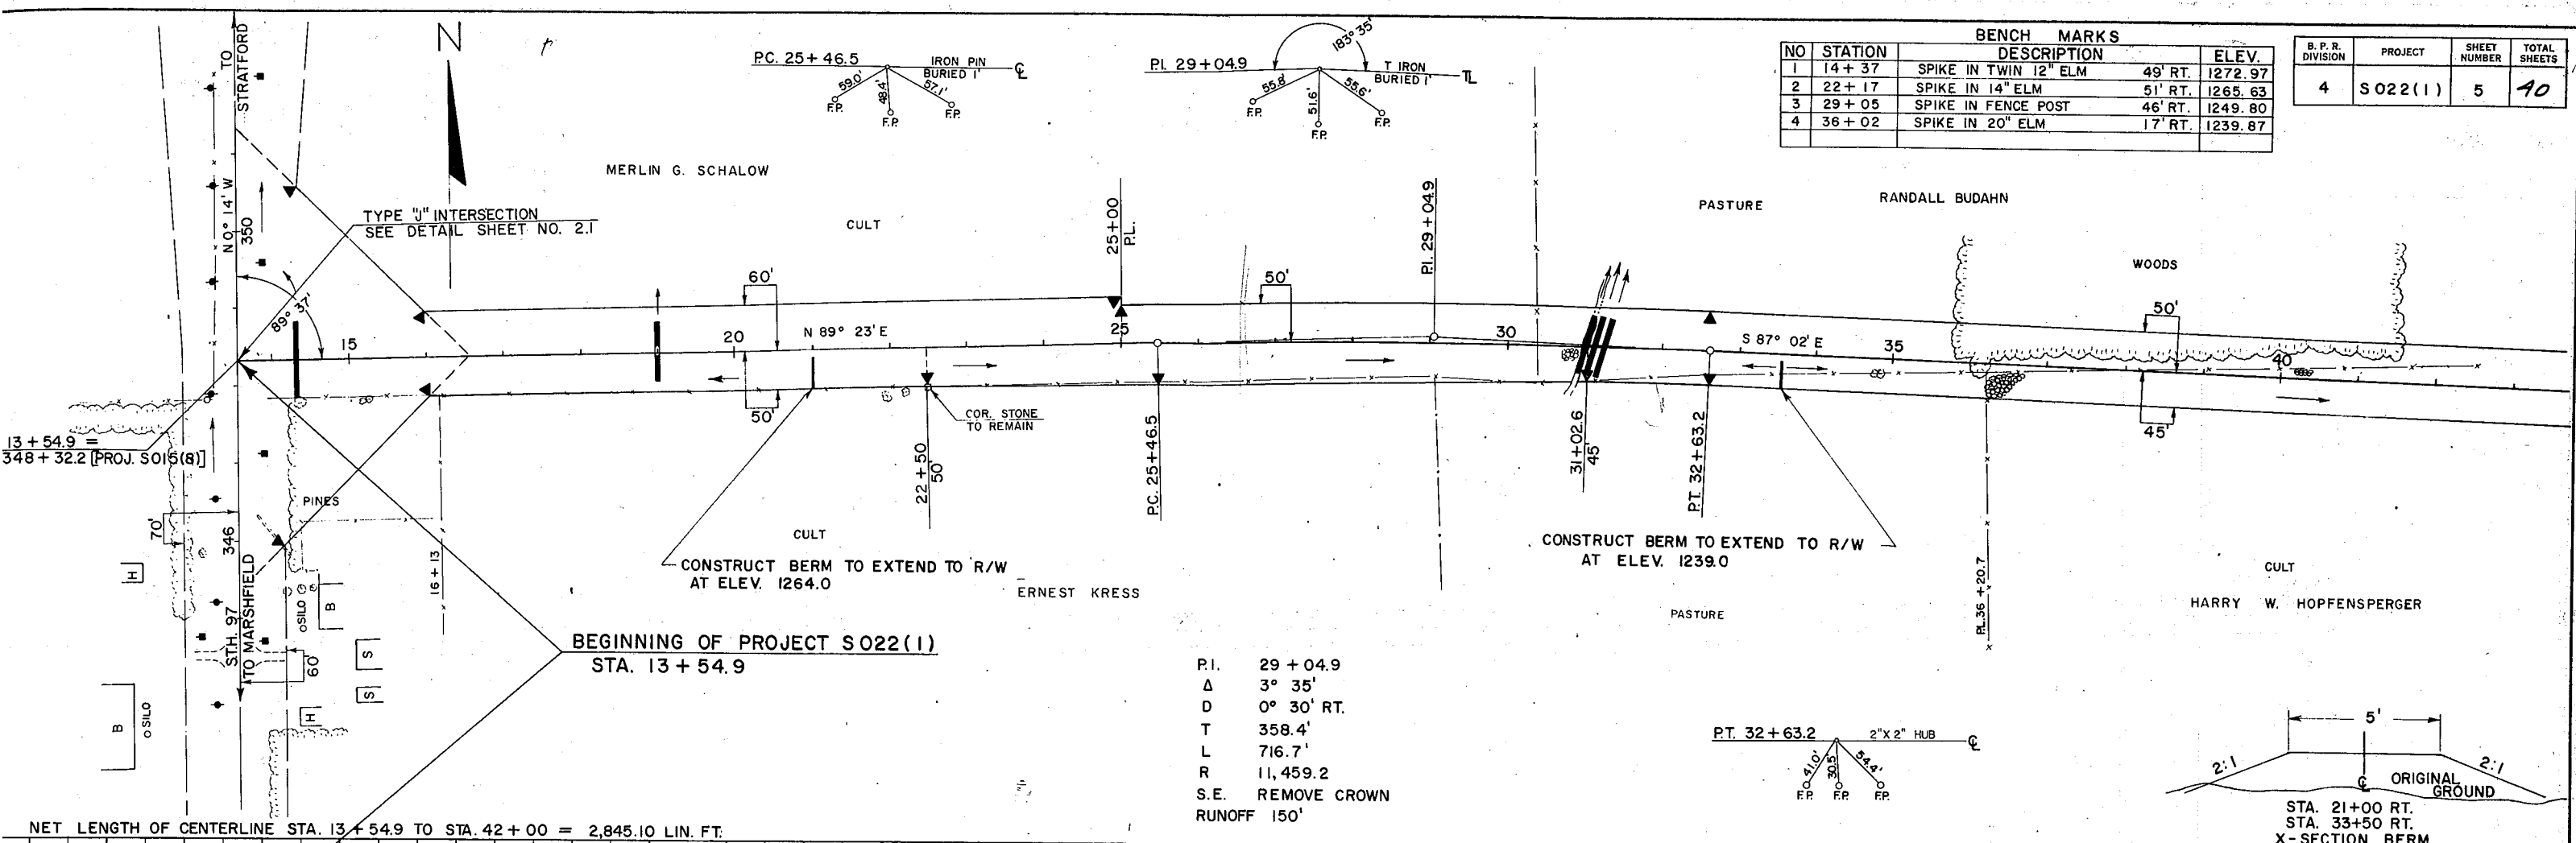 BENCH MARKS
NO STATION DESCRIPTION ELEV.
1 14+37 SPIKE IN TWIN 12" ELM 49' RT. 1272.97
2 22+17 SPIKE IN 14" ELM 51' RT. 1265.63
3 29+05 SPIKE IN FENCE POST 46' RT. 1249.80
4 36+02 SPIKE IN 20" ELM 17' RT. 1239.87
B. P. R. DIVISION PROJECT SHEET NUMBER TOTAL SHEETS
4 S022(1) 5 40
TO STRATFORD
N
P.C. 25+46.5 IRON PIN BURIED 1' ℄
59.0' 48.4' 57.1'
F.P. F.P. F.P.
183° 35'
P.I. 29+04.9 T IRON BURIED 1' TL
55.8' 51.6' 55.6'
F.P. F.P. F.P.
MERLIN G. SCHALOW
CULT
PASTURE
RANDALL BUDAHN
WOODS
TYPE "J" INTERSECTION
SEE DETAIL SHEET NO. 2.1
N 0° 14' W
350
89° 37'
25+00
P.L.
P.I. 29+04.9
60'
50'
50'
15
20
N 89° 23' E
25
30
S 87° 02' E
35
40
50'
45'
COR. STONE
TO REMAIN
13+54.9 =
348+32.2 [PROJ. S015(8)]
22+50
50'
P.C. 25+46.5
31+02.6
45'
P.T. 32+63.2
P.L. 36+20.7
PINES
70'
346
16+13
CULT
CONSTRUCT BERM TO EXTEND TO R/W
AT ELEV. 1264.0
CONSTRUCT BERM TO EXTEND TO R/W
AT ELEV. 1239.0
ERNEST KRESS
PASTURE
CULT
HARRY W. HOPFENSPERGER
H
SILO
B
S.T.H. 97
TO MARSHFIELD
60'
S
S
H
B
SILO
BEGINNING OF PROJECT S022(1)
STA. 13+54.9
P.I. 29+04.9
Δ 3° 35'
D 0° 30' RT.
T 358.4'
L 716.7'
R 11,459.2
S.E. REMOVE CROWN
RUNOFF 150'
P.T. 32+63.2 2"X2" HUB ℄
41.0' 30.5' 54.4'
F.P. F.P. F.P.
5'
2:1 2:1
℄ ORIGINAL GROUND
STA. 21+00 RT.
STA. 33+50 RT.
X-SECTION BERM
NET LENGTH OF CENTERLINE STA. 13+54.9 TO STA. 42+00 = 2,845.10 LIN. FT.